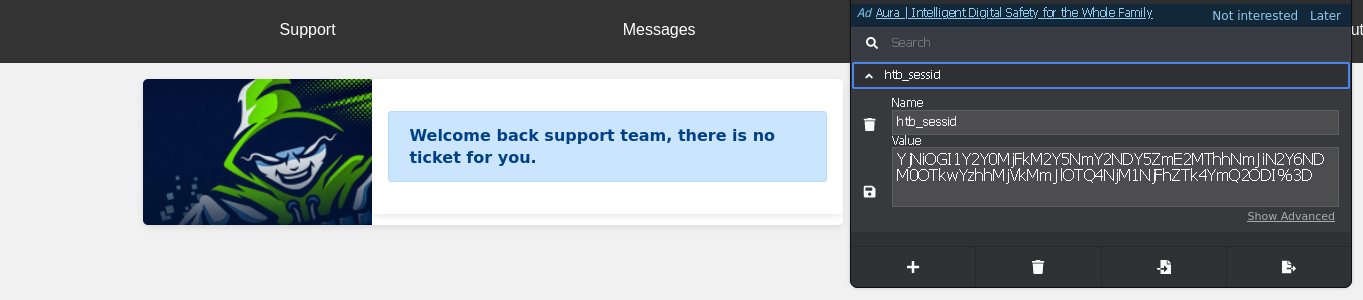 Support
Messages
ut
Welcome back support team, there is no
ticket for you.
Ad Aura | Intelligent Digital Safety for the Whole Family
Not interested Later
Search
htb_sessid
Name
htb_sessid
Value
YjNiOGI1Y2Y0MjFkM2Y5NmY2NDY5ZmE2MThhNmJiN2Y6ND
M0OTkwYzhhMjVkMmJlOTQ4NjM1NjFhZTk4YmQ2ODI%3D
Show Advanced